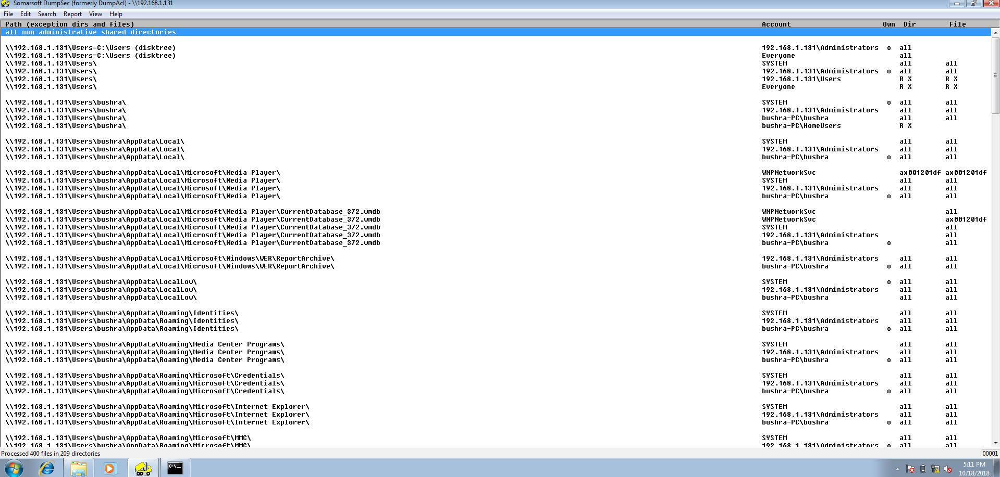 Somarsoft DumpSec (formerly DumpAcl) - \\192.168.1.131
File Edit Search Report View Help
Path (exception dirs and files) Account Own Dir File
all non-administrative shared directories
\\192.168.1.131\Users=C:\Users (disktree) 192.168.1.131\Administrators o all
\\192.168.1.131\Users=C:\Users (disktree) Everyone all
\\192.168.1.131\Users\ SYSTEM all all
\\192.168.1.131\Users\ 192.168.1.131\Administrators o all all
\\192.168.1.131\Users\ 192.168.1.131\Users R X R X
\\192.168.1.131\Users\ Everyone R X R X
\\192.168.1.131\Users\bushra\ SYSTEM o all all
\\192.168.1.131\Users\bushra\ 192.168.1.131\Administrators all all
\\192.168.1.131\Users\bushra\ bushra-PC\bushra all all
\\192.168.1.131\Users\bushra\ bushra-PC\HomeUsers R X
\\192.168.1.131\Users\bushra\AppData\Local\ SYSTEM all all
\\192.168.1.131\Users\bushra\AppData\Local\ 192.168.1.131\Administrators all all
\\192.168.1.131\Users\bushra\AppData\Local\ bushra-PC\bushra o all all
\\192.168.1.131\Users\bushra\AppData\Local\Microsoft\Media Player\ WMPNetworkSvc ax001201df ax001201df
\\192.168.1.131\Users\bushra\AppData\Local\Microsoft\Media Player\ SYSTEM all all
\\192.168.1.131\Users\bushra\AppData\Local\Microsoft\Media Player\ 192.168.1.131\Administrators all all
\\192.168.1.131\Users\bushra\AppData\Local\Microsoft\Media Player\ bushra-PC\bushra o all all
\\192.168.1.131\Users\bushra\AppData\Local\Microsoft\Media Player\CurrentDatabase_372.wmdb WMPNetworkSvc all
\\192.168.1.131\Users\bushra\AppData\Local\Microsoft\Media Player\CurrentDatabase_372.wmdb WMPNetworkSvc ax001201df
\\192.168.1.131\Users\bushra\AppData\Local\Microsoft\Media Player\CurrentDatabase_372.wmdb SYSTEM all
\\192.168.1.131\Users\bushra\AppData\Local\Microsoft\Media Player\CurrentDatabase_372.wmdb 192.168.1.131\Administrators all
\\192.168.1.131\Users\bushra\AppData\Local\Microsoft\Media Player\CurrentDatabase_372.wmdb bushra-PC\bushra o all
\\192.168.1.131\Users\bushra\AppData\Local\Microsoft\Windows\WER\ReportArchive\ 192.168.1.131\Administrators all all
\\192.168.1.131\Users\bushra\AppData\Local\Microsoft\Windows\WER\ReportArchive\ bushra-PC\bushra o all all
\\192.168.1.131\Users\bushra\AppData\LocalLow\ SYSTEM o all all
\\192.168.1.131\Users\bushra\AppData\LocalLow\ 192.168.1.131\Administrators all all
\\192.168.1.131\Users\bushra\AppData\LocalLow\ bushra-PC\bushra all all
\\192.168.1.131\Users\bushra\AppData\Roaming\Identities\ SYSTEM all all
\\192.168.1.131\Users\bushra\AppData\Roaming\Identities\ 192.168.1.131\Administrators all all
\\192.168.1.131\Users\bushra\AppData\Roaming\Identities\ bushra-PC\bushra o all all
\\192.168.1.131\Users\bushra\AppData\Roaming\Media Center Programs\ SYSTEM all all
\\192.168.1.131\Users\bushra\AppData\Roaming\Media Center Programs\ 192.168.1.131\Administrators all all
\\192.168.1.131\Users\bushra\AppData\Roaming\Media Center Programs\ bushra-PC\bushra o all all
\\192.168.1.131\Users\bushra\AppData\Roaming\Microsoft\Credentials\ SYSTEM all all
\\192.168.1.131\Users\bushra\AppData\Roaming\Microsoft\Credentials\ 192.168.1.131\Administrators all all
\\192.168.1.131\Users\bushra\AppData\Roaming\Microsoft\Credentials\ bushra-PC\bushra o all all
\\192.168.1.131\Users\bushra\AppData\Roaming\Microsoft\Internet Explorer\ SYSTEM all all
\\192.168.1.131\Users\bushra\AppData\Roaming\Microsoft\Internet Explorer\ 192.168.1.131\Administrators all all
\\192.168.1.131\Users\bushra\AppData\Roaming\Microsoft\Internet Explorer\ bushra-PC\bushra o all all
\\192.168.1.131\Users\bushra\AppData\Roaming\Microsoft\MMC\ SYSTEM all all
\\192.168.1.131\Users\bushra\AppData\Roaming\Microsoft\MMC\ 192.168.1.131\Administrators o all all
Processed 400 files in 209 directories 00001
C:\_
5:11 PM
10/18/2018